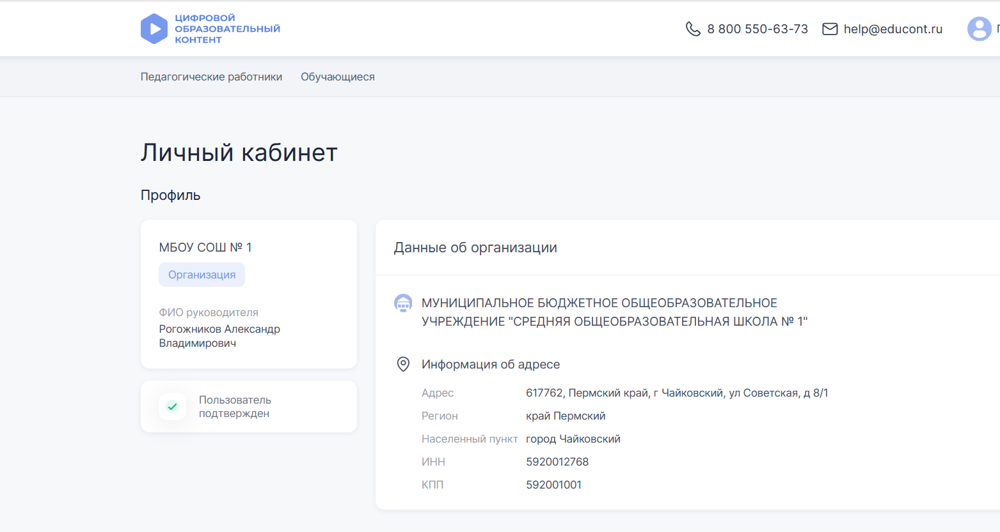 ЦИФРОВОЙ
ОБРАЗОВАТЕЛЬНЫЙ
КОНТЕНТ
8 800 550-63-73
help@educont.ru
Педагогические работники
Обучающиеся
Личный кабинет
Профиль
МБОУ СОШ № 1
Организация
ФИО руководителя
Рогожников Александр
Владимирович
Пользователь
подтвержден
Данные об организации
МУНИЦИПАЛЬНОЕ БЮДЖЕТНОЕ ОБЩЕОБРАЗОВАТЕЛЬНОЕ
УЧРЕЖДЕНИЕ "СРЕДНЯЯ ОБЩЕОБРАЗОВАТЕЛЬНАЯ ШКОЛА № 1"
Информация об адресе
Адрес 617762, Пермский край, г Чайковский, ул Советская, д 8/1
Регион край Пермский
Населенный пункт город Чайковский
ИНН 5920012768
КПП 592001001